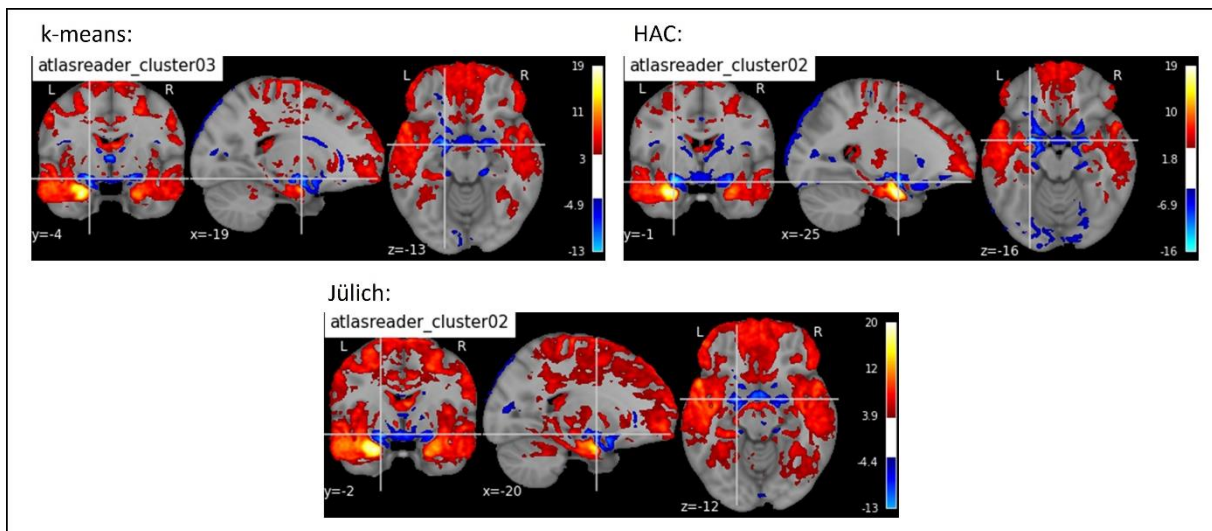 k-means:
atlasreader_cluster03
L R
L R
19
11
3
-4.9
-13
y=-4
x=-19
z=-13
HAC:
atlasreader_cluster02
L R
L R
19
10
1.8
-6.9
-16
y=-1
x=-25
z=-16
Jülich:
atlasreader_cluster02
L R
L R
20
12
3.9
-4.4
-13
y=-2
x=-20
z=-12